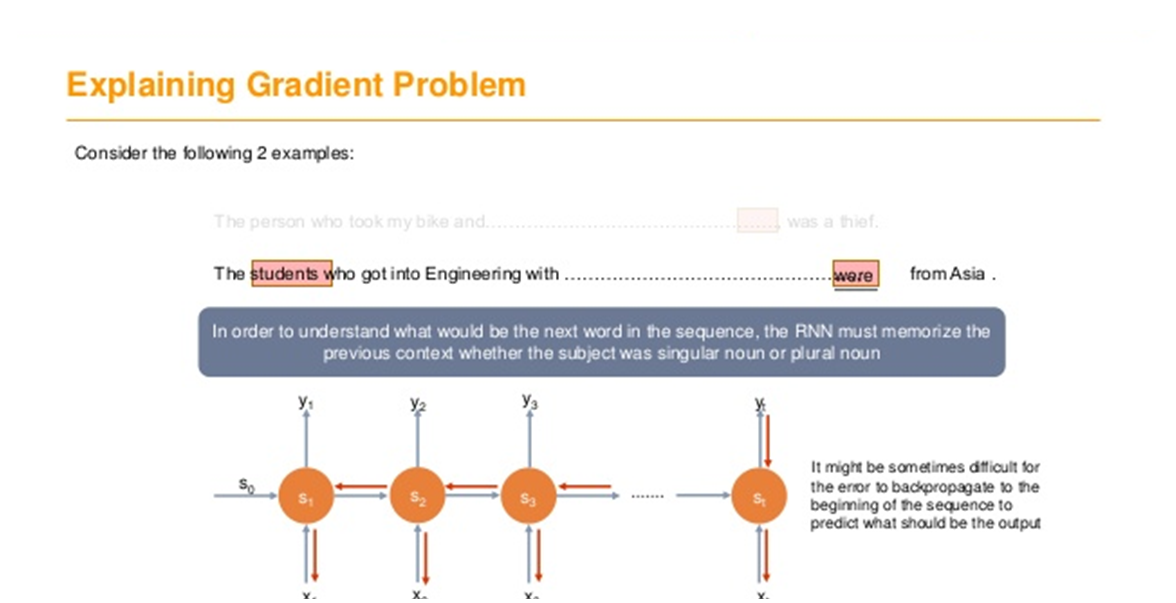 Explaining Gradient Problem
Consider the following 2 examples:
The person who took my bike and.................................................., was a thief.
The students who got into Engineering with ................................................were from Asia .
In order to understand what would be the next word in the sequence, the RNN must memorize the
previous context whether the subject was singular noun or plural noun
y₁ y₂ y₃ yₜ
s₀ s₁ s₂ s₃ ....... sₜ
It might be sometimes difficult for
the error to backpropagate to the
beginning of the sequence to
predict what should be the output